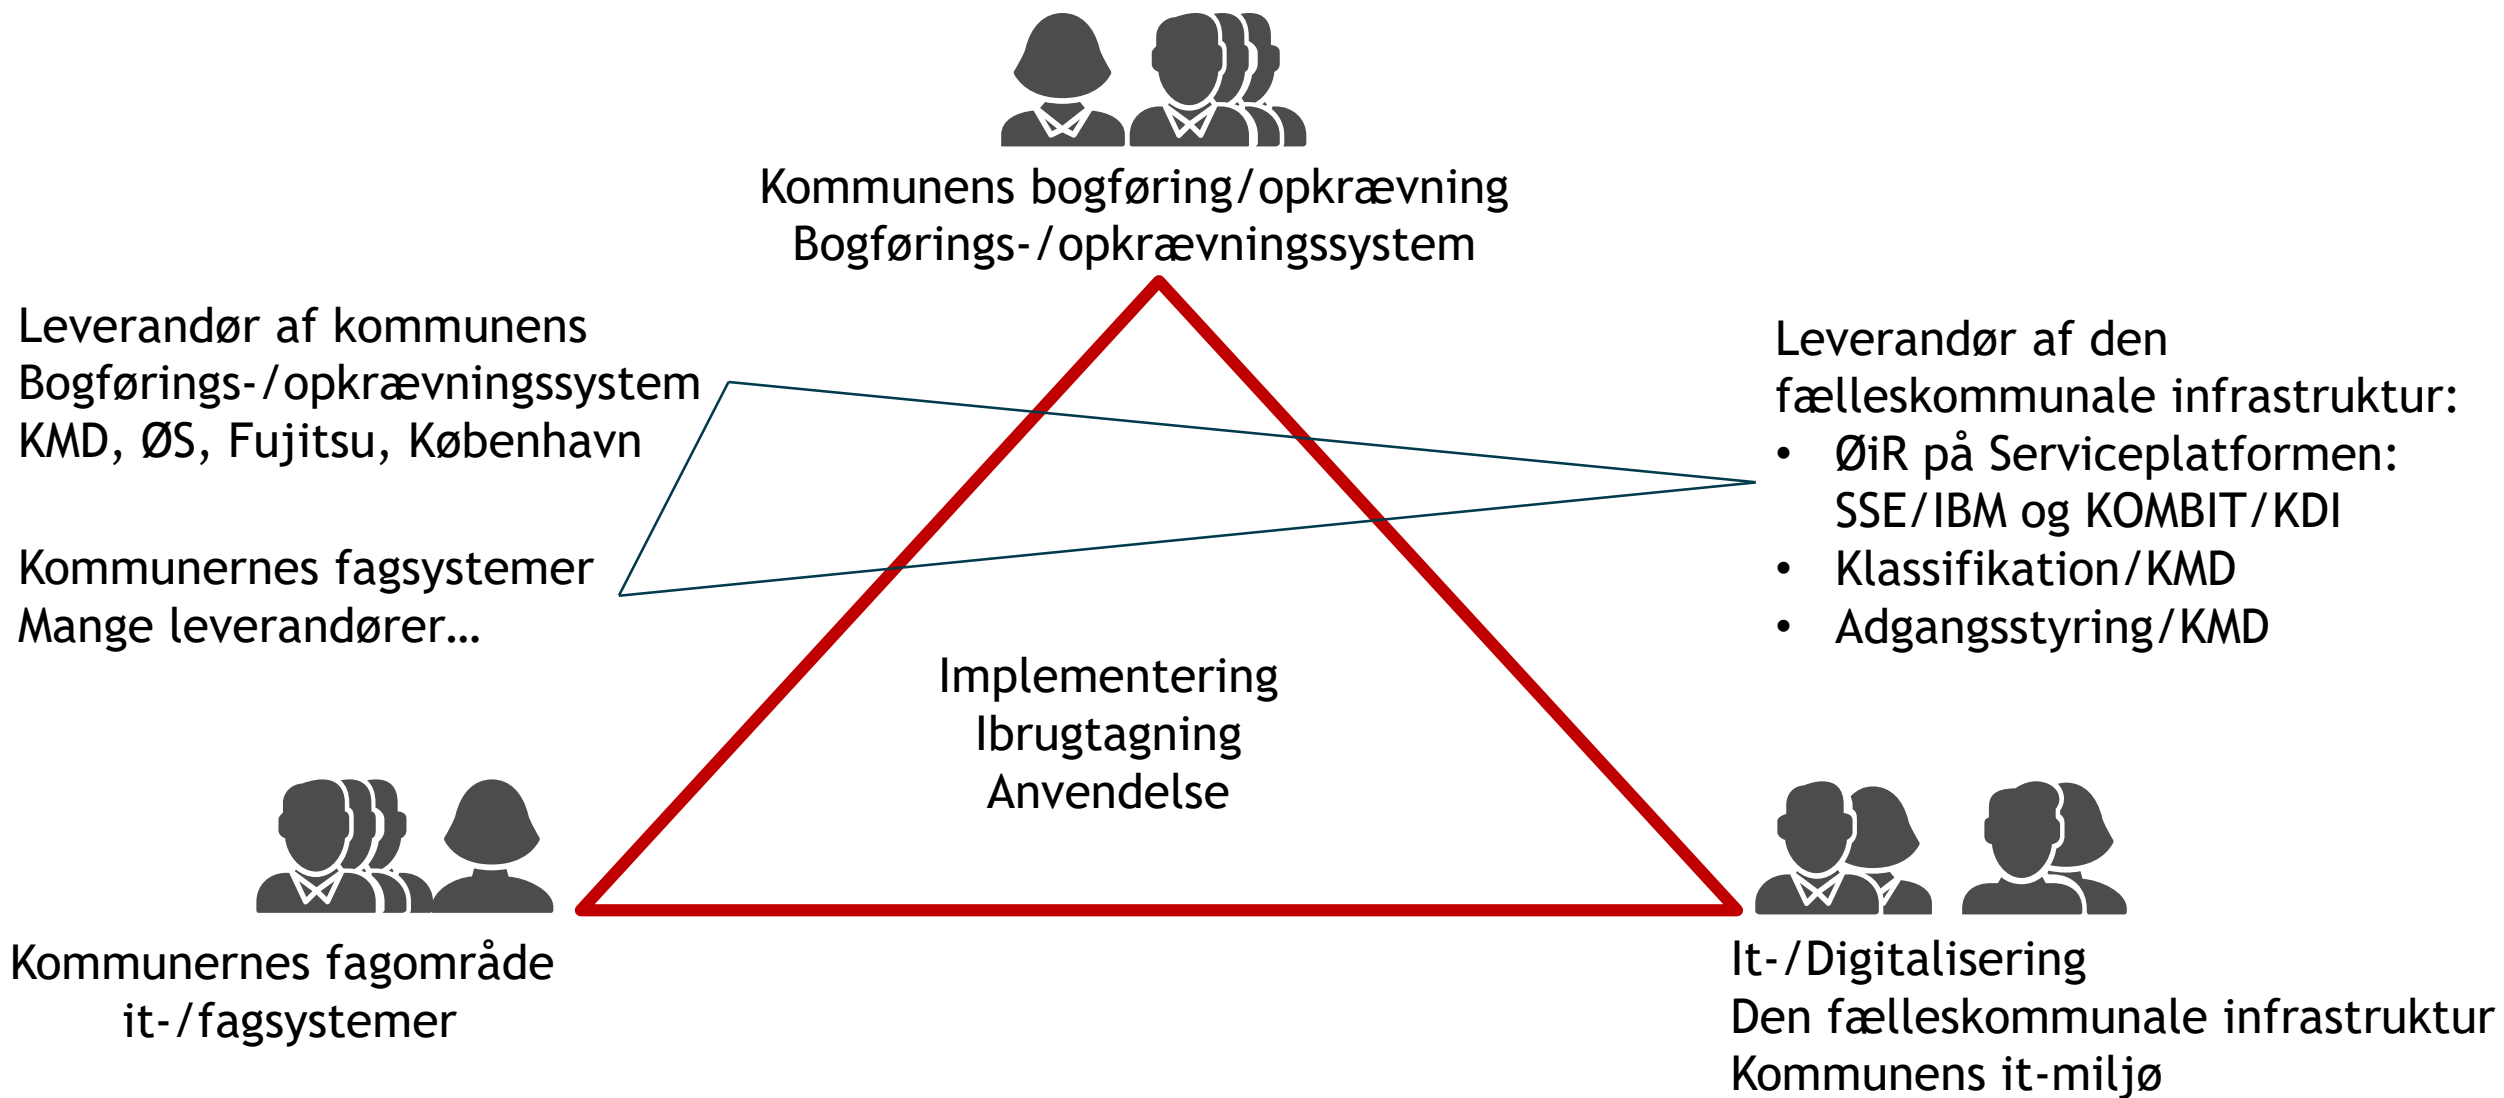 Kommunens bogføring/opkrævning
Bogførings-/opkrævningssystem
Leverandør af kommunens
Bogførings-/opkrævningssystem
KMD, ØS, Fujitsu, København
Kommunernes fagsystemer
Mange leverandører…
Leverandør af den
fælleskommunale infrastruktur:
• ØiR på Serviceplatformen:
SSE/IBM og KOMBIT/KDI
• Klassifikation/KMD
• Adgangsstyring/KMD
Implementering
Ibrugtagning
Anvendelse
Kommunernes fagområde
it-/fagsystemer
It-/Digitalisering
Den fælleskommunale infrastruktur
Kommunens it-miljø